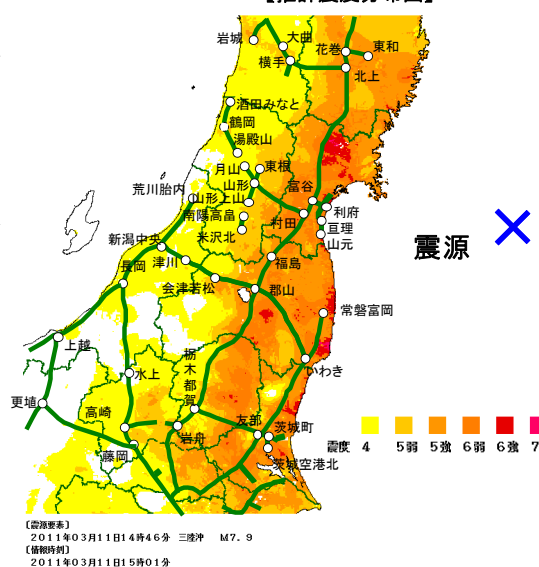 【推計震度分布図】
岩城
大曲
花巻
東和
横手
北上
酒田みなと
鶴岡
湯殿山
月山
東根
荒川胎内
山形
富谷
山形上山
利府
南陽高畠
村田
亘理
米沢北
山元
新潟中央
震源
津川
福島
長岡
会津若松
郡山
常磐富岡
上越
栃木都賀
いわき
水上
更埴
高崎
友部
茨城町
岩舟
藤岡
茨城空港北
震度 4 5弱 5強 6弱 6強 7
[震源要素]
2011年03月11日14時46分 三陸沖 M7.9
[情報時刻]
2011年03月11日15時01分